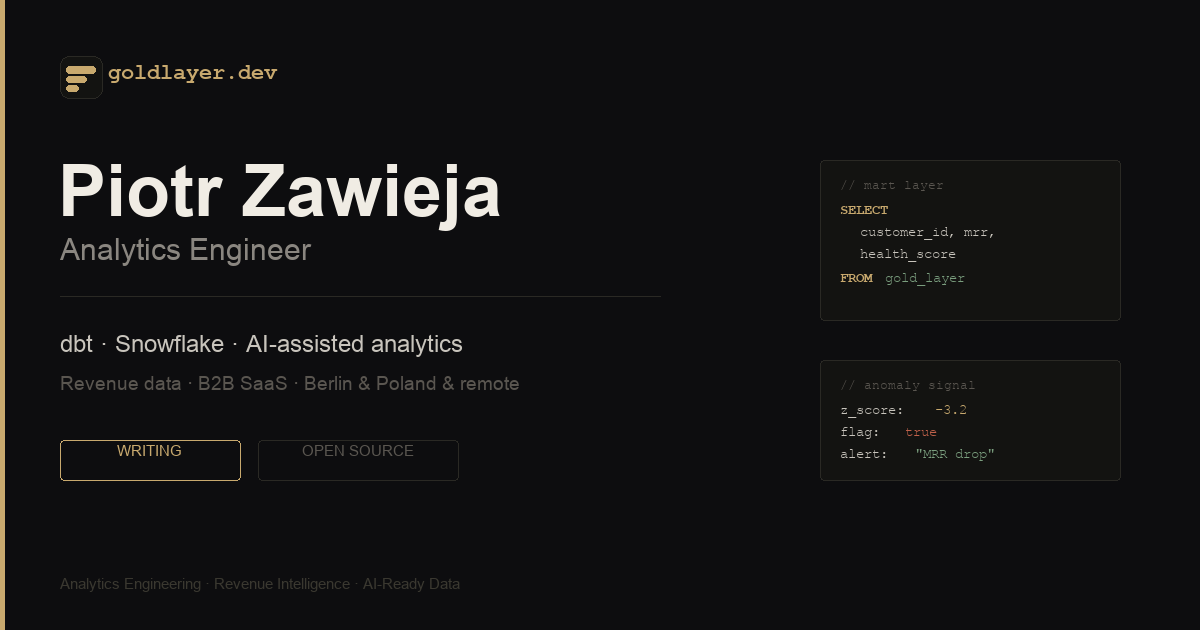 goldlayer.dev
Piotr Zawieja
Analytics Engineer
dbt · Snowflake · AI-assisted analytics
Revenue data · B2B SaaS · Berlin & Poland & remote
WRITING
OPEN SOURCE
// mart layer
SELECT
customer_id, mrr,
health_score
FROM gold_layer
// anomaly signal
z_score: -3.2
flag: true
alert: "MRR drop"
Analytics Engineering · Revenue Intelligence · AI-Ready Data